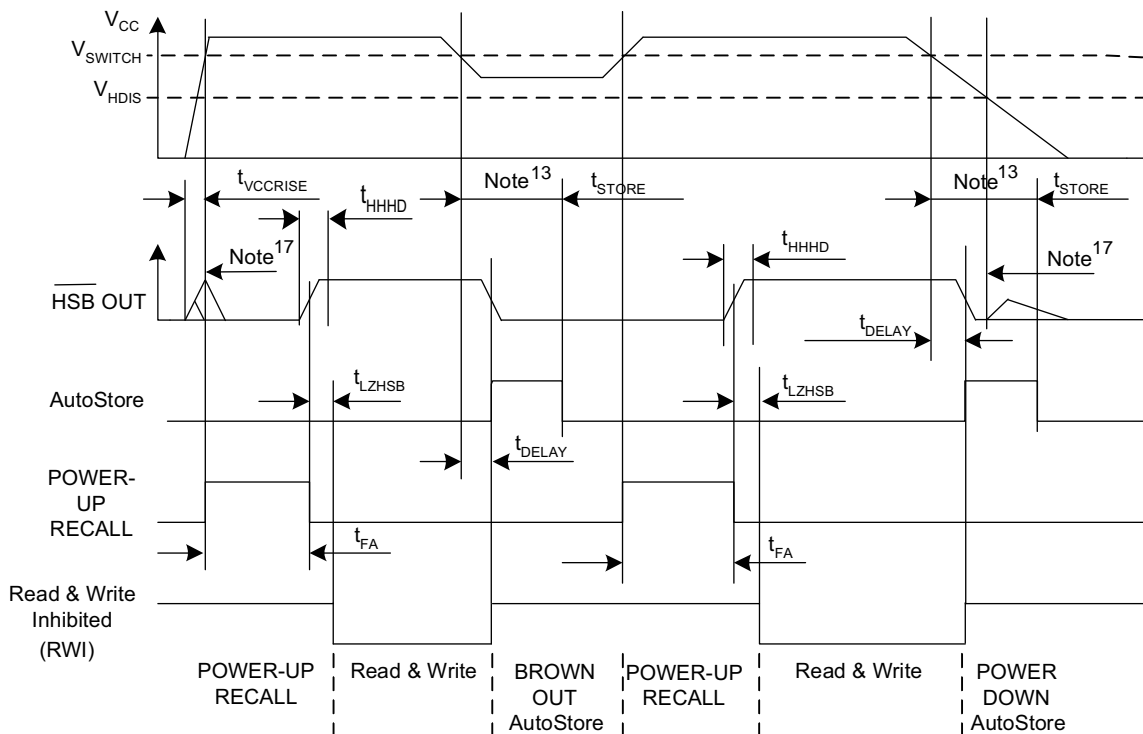 VCC
VSWITCH
VHDIS
tVCCRISE
Note13
tSTORE
Note13
tSTORE
tHHHD
Note17
tHHHD
Note17
HSB OUT
tDELAY
tLZHSB
tLZHSB
AutoStore
tDELAY
POWER-
UP
RECALL
tFA
tFA
Read & Write
Inhibited
(RWI)
POWER-UP
RECALL
Read & Write
BROWN
OUT
AutoStore
POWER-UP
RECALL
Read & Write
POWER
DOWN
AutoStore